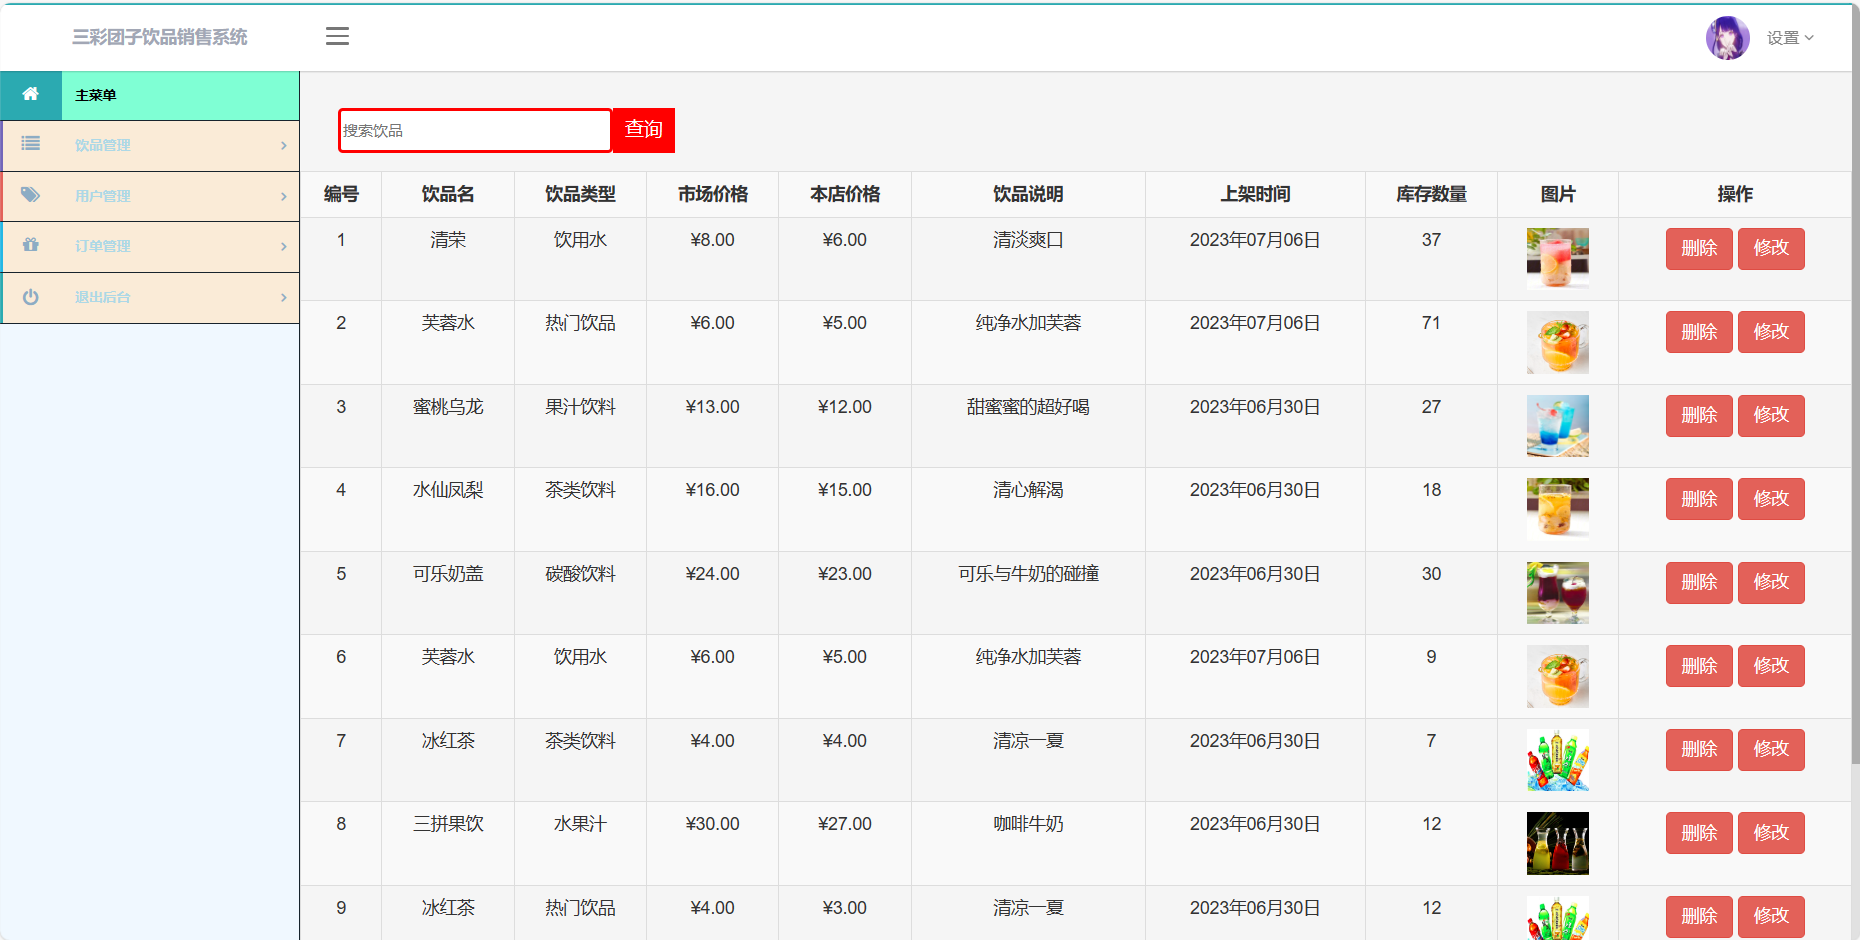 三彩团子饮品销售系统
设置
主菜单
饮品管理
用户管理
订单管理
退出后台
搜索饮品 查询
编号 饮品名 饮品类型 市场价格 本店价格 饮品说明 上架时间 库存数量 图片 操作
1 清荣 饮用水 ¥8.00 ¥6.00 清淡爽口 2023年07月06日 37 删除 修改
2 芙蓉水 热门饮品 ¥6.00 ¥5.00 纯净水加芙蓉 2023年07月06日 71 删除 修改
3 蜜桃乌龙 果汁饮料 ¥13.00 ¥12.00 甜蜜蜜的超好喝 2023年06月30日 27 删除 修改
4 水仙凤梨 茶类饮料 ¥16.00 ¥15.00 清心解渴 2023年06月30日 18 删除 修改
5 可乐奶盖 碳酸饮料 ¥24.00 ¥23.00 可乐与牛奶的碰撞 2023年06月30日 30 删除 修改
6 芙蓉水 饮用水 ¥6.00 ¥5.00 纯净水加芙蓉 2023年07月06日 9 删除 修改
7 冰红茶 茶类饮料 ¥4.00 ¥4.00 清凉一夏 2023年06月30日 7 删除 修改
8 三拼果饮 水果汁 ¥30.00 ¥27.00 咖啡牛奶 2023年06月30日 12 删除 修改
9 冰红茶 热门饮品 ¥4.00 ¥3.00 清凉一夏 2023年06月30日 12 删除 修改